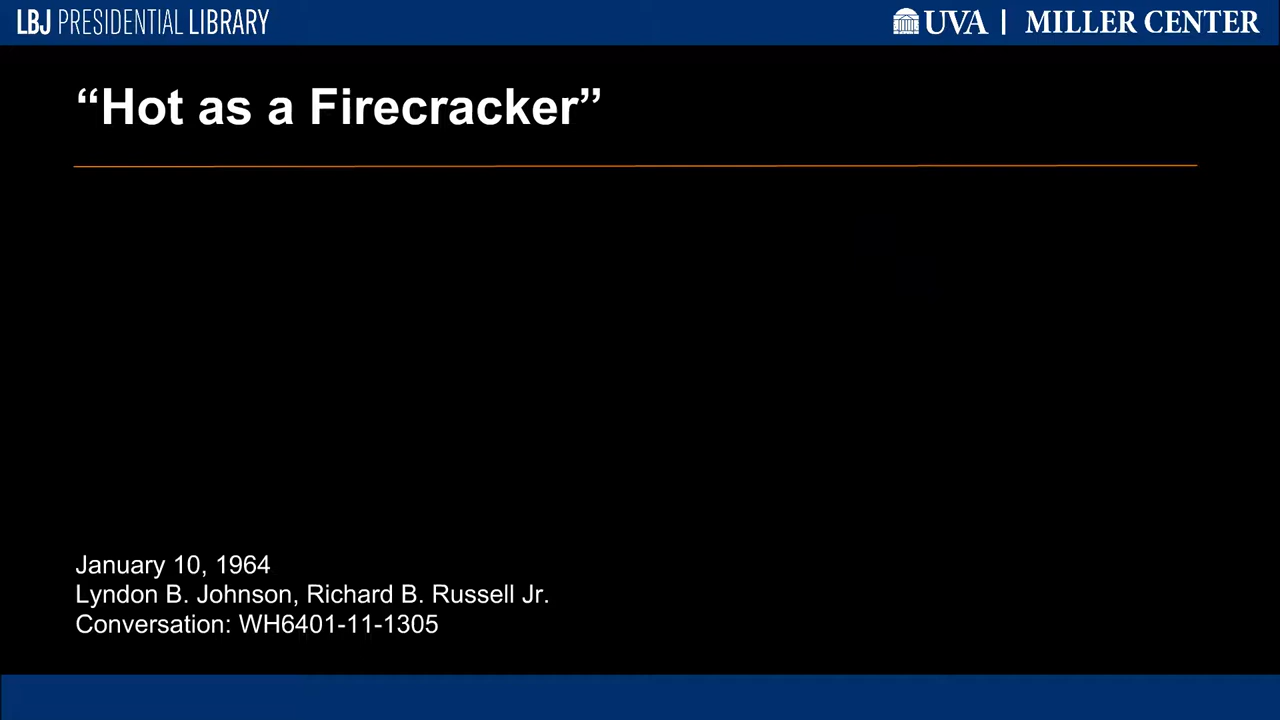 LBJ PRESIDENTIAL LIBRARY
UVA | MILLER CENTER
“Hot as a Firecracker”
January 10, 1964
Lyndon B. Johnson, Richard B. Russell Jr.
Conversation: WH6401-11-1305